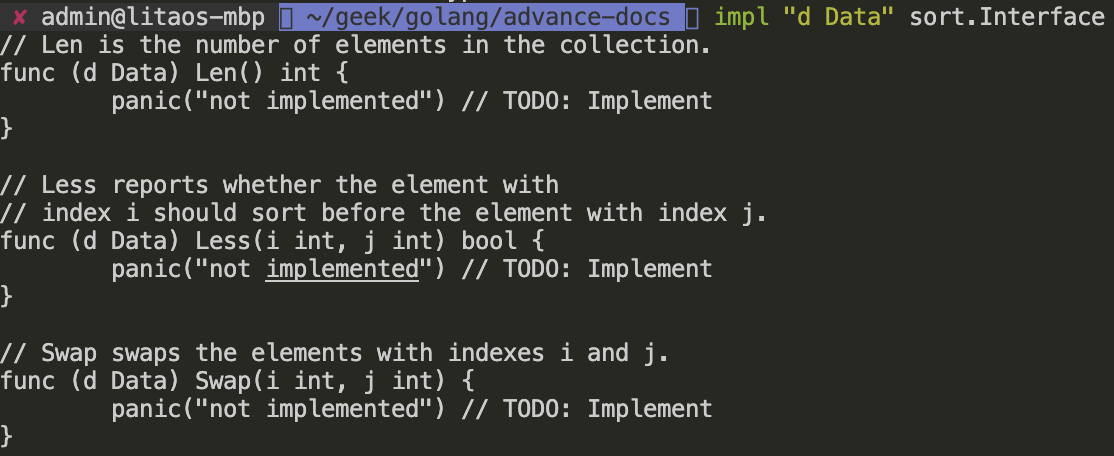 ✘ admin@litaos-mbp  ~/geek/golang/advance-docs  impl "d Data" sort.Interface
// Len is the number of elements in the collection.
func (d Data) Len() int {
        panic("not implemented") // TODO: Implement
}

// Less reports whether the element with
// index i should sort before the element with index j.
func (d Data) Less(i int, j int) bool {
        panic("not implemented") // TODO: Implement
}

// Swap swaps the elements with indexes i and j.
func (d Data) Swap(i int, j int) {
        panic("not implemented") // TODO: Implement
}